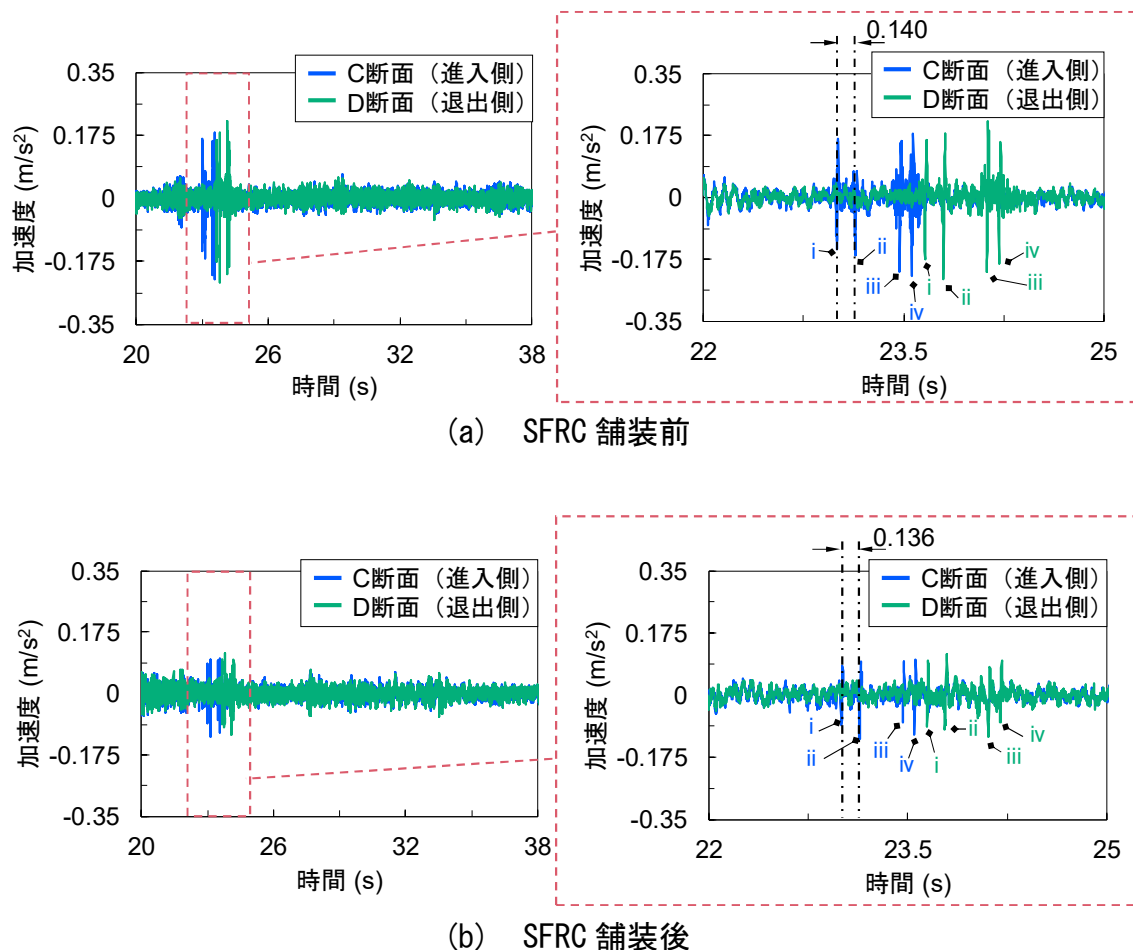 0.35
0.175
0
-0.175
-0.35
加速度 (m/s²)
C断面（進入側）
D断面（退出側）
20
26
32
38
時間 (s)
0.140
0.35
0.175
0
-0.175
-0.35
加速度 (m/s²)
C断面（進入側）
D断面（退出側）
i
ii
iii
iv
i
ii
iii
iv
22
23.5
25
時間 (s)
(a) SFRC 舗装前
0.35
0.175
0
-0.175
-0.35
加速度 (m/s²)
C断面（進入側）
D断面（退出側）
20
26
32
38
時間 (s)
0.136
0.35
0.175
0
-0.175
-0.35
加速度 (m/s²)
C断面（進入側）
D断面（退出側）
i
ii
iii
iv
i
ii
iii
iv
22
23.5
25
時間 (s)
(b) SFRC 舗装後